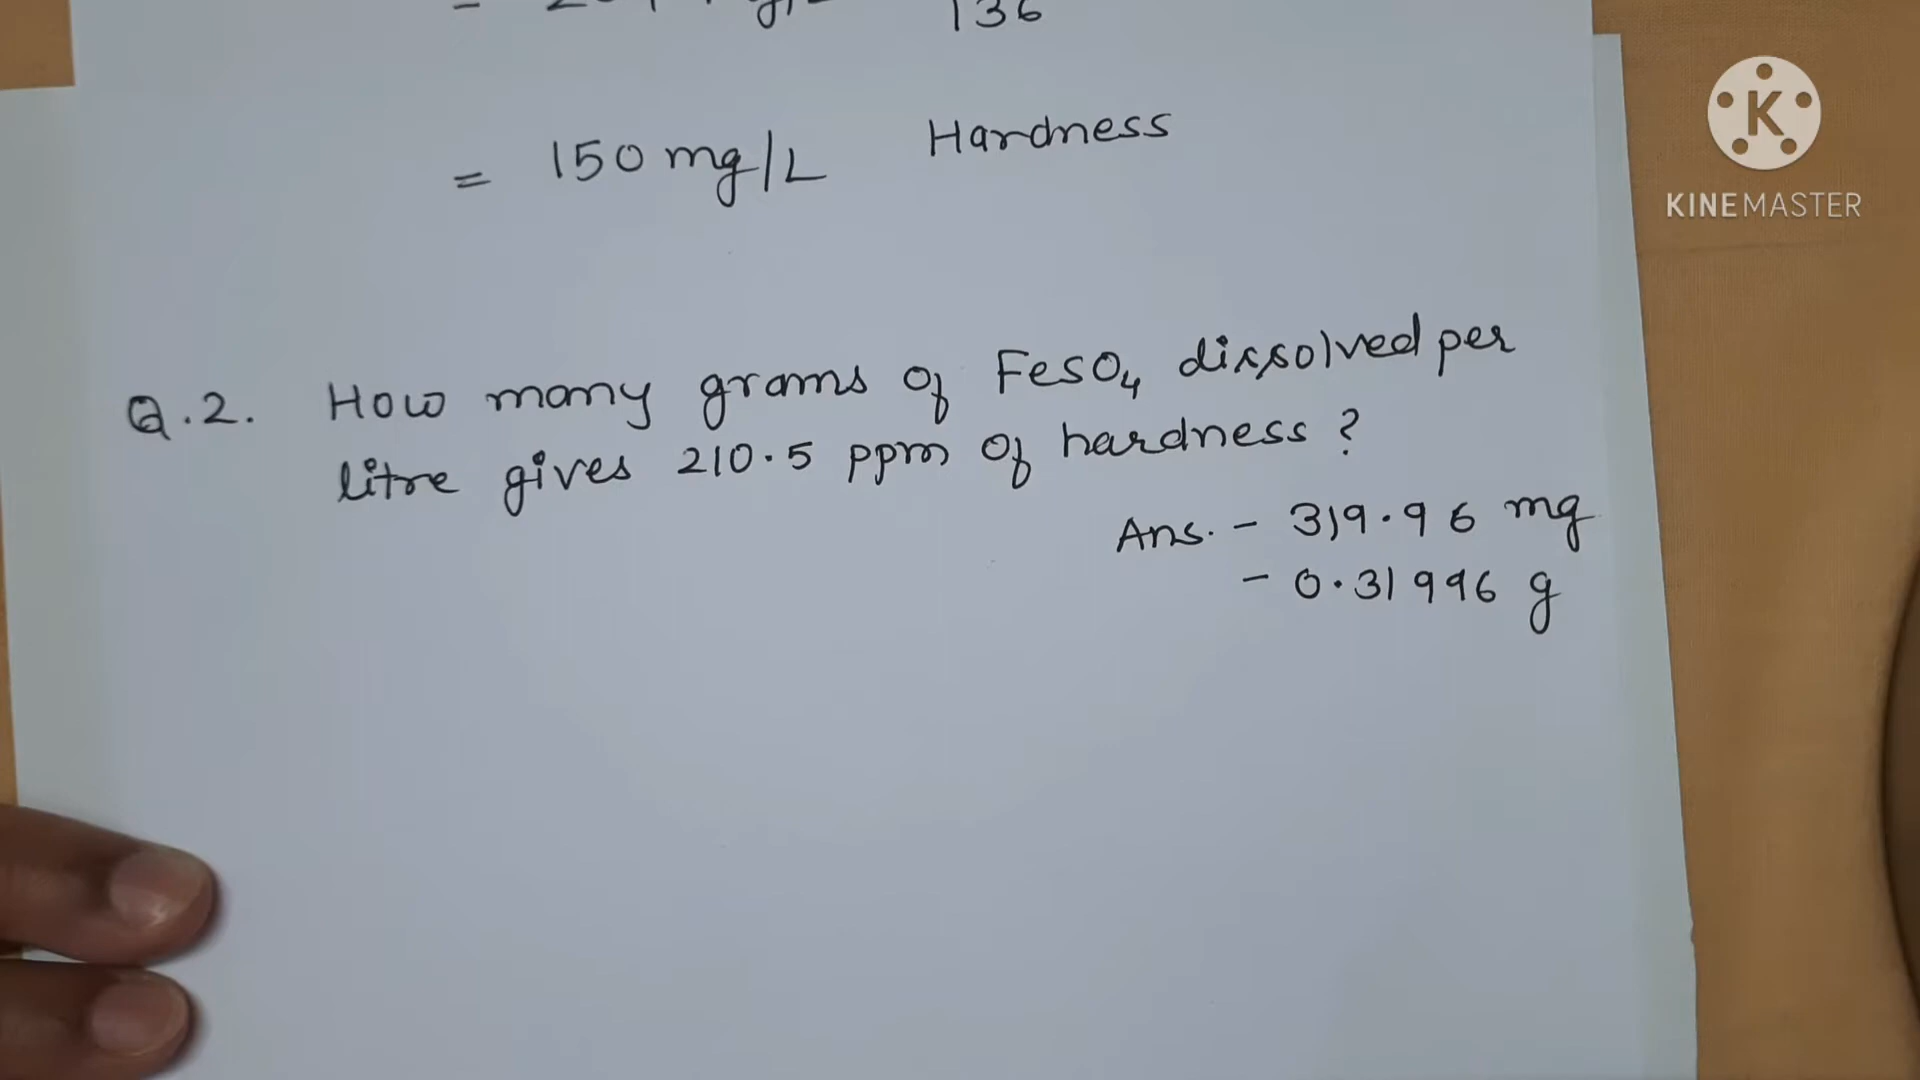 136
= 150 mg/L Hardness
Q.2. How many grams of FeSO4 dissolved per
litre gives 210.5 ppm of hardness ?
Ans. - 319.96 mg
- 0.31996 g
K
KINEMASTER